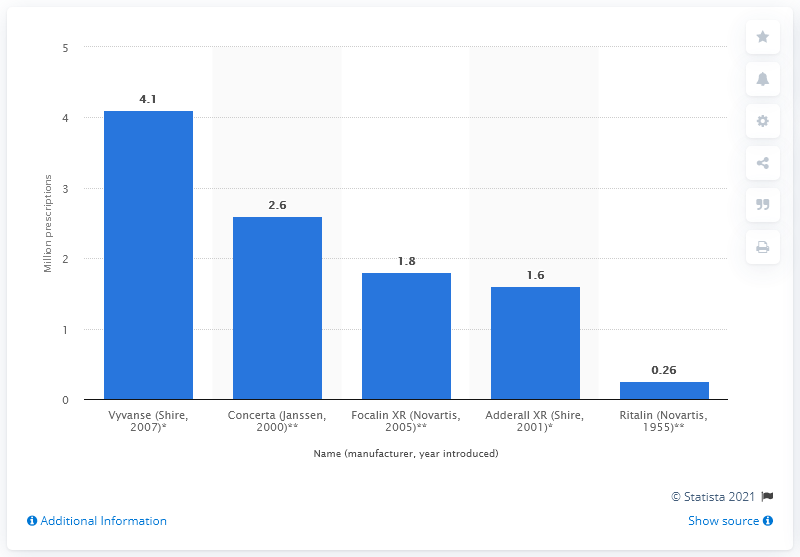 5
4.1
4
2.6
3
1.8
1.6
2
1
0.26
0
Million prescriptions
Vyvanse (Shire, 2007)*
Concerta (Janssen, 2000)**
Focalin XR (Novartis, 2005)**
Adderall XR (Shire, 2001)*
Ritalin (Novartis, 1955)**
Name (manufacturer, year introduced)
© Statista 2021
Additional Information
Show source